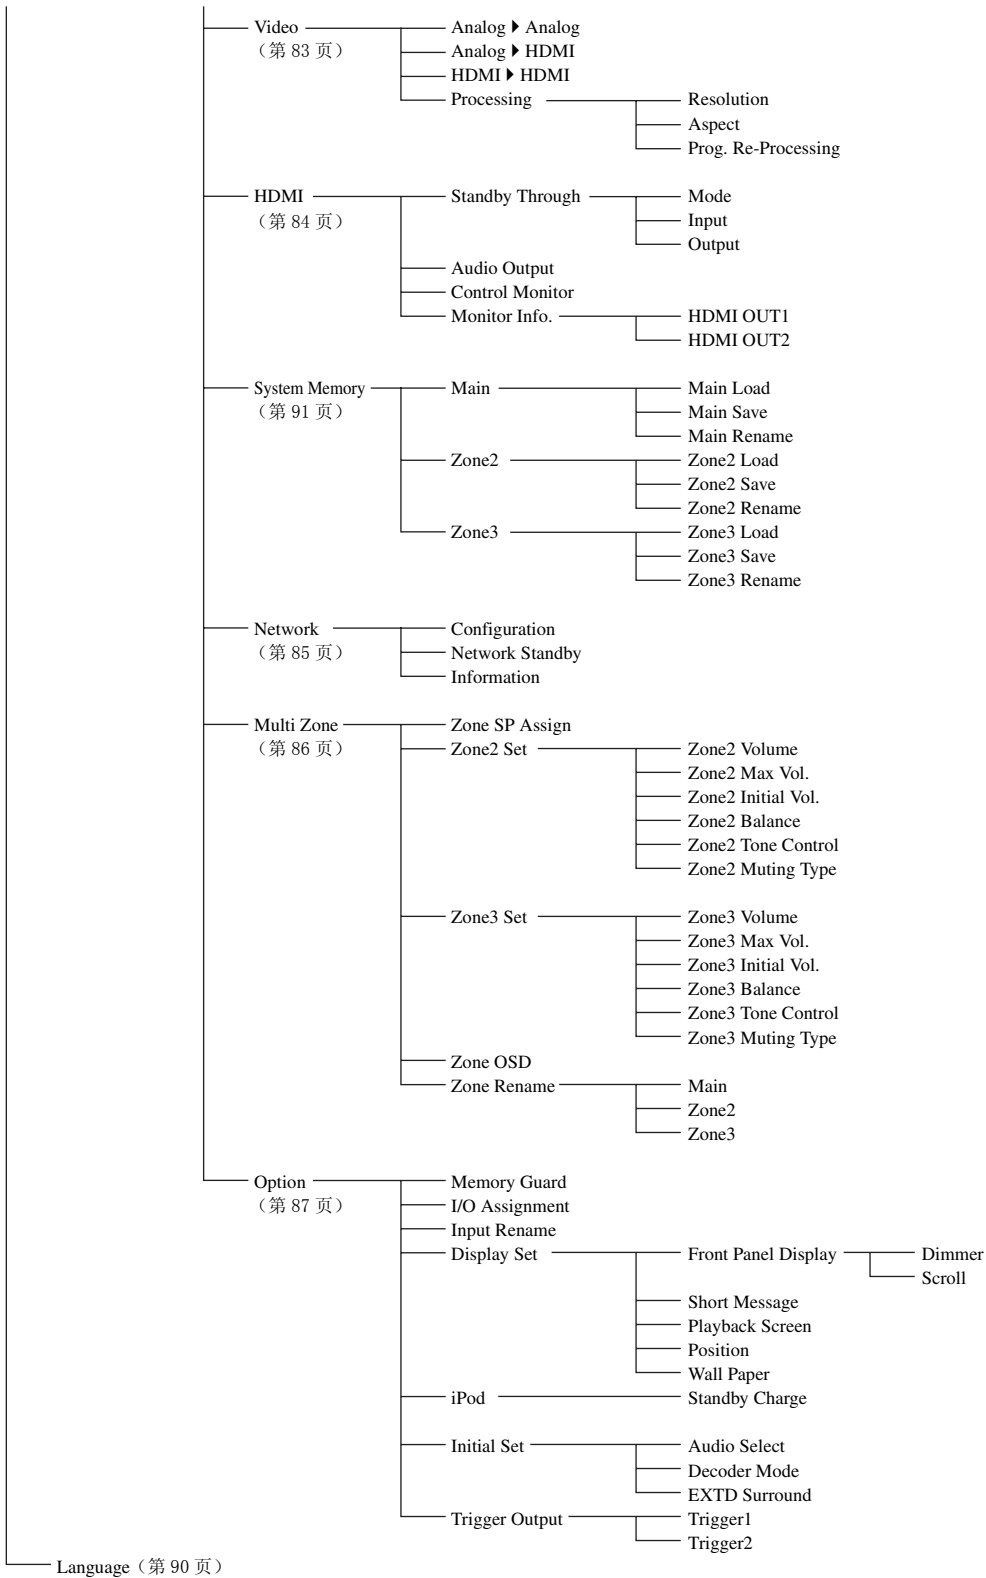 Video
Analog ▶ Analog
（第 83 页）
Analog ▶ HDMI
HDMI ▶ HDMI
Processing
Resolution
Aspect
Prog. Re-Processing
HDMI
Standby Through
Mode
（第 84 页）
Input
Output
Audio Output
Control Monitor
Monitor Info.
HDMI OUT1
HDMI OUT2
System Memory
Main
Main Load
（第 91 页）
Main Save
Main Rename
Zone2
Zone2 Load
Zone2 Save
Zone2 Rename
Zone3
Zone3 Load
Zone3 Save
Zone3 Rename
Network
Configuration
（第 85 页）
Network Standby
Information
Multi Zone
Zone SP Assign
（第 86 页）
Zone2 Set
Zone2 Volume
Zone2 Max Vol.
Zone2 Initial Vol.
Zone2 Balance
Zone2 Tone Control
Zone2 Muting Type
Zone3 Set
Zone3 Volume
Zone3 Max Vol.
Zone3 Initial Vol.
Zone3 Balance
Zone3 Tone Control
Zone3 Muting Type
Zone OSD
Zone Rename
Main
Zone2
Zone3
Option
Memory Guard
（第 87 页）
I/O Assignment
Input Rename
Display Set
Front Panel Display
Dimmer
Scroll
Short Message
Playback Screen
Position
Wall Paper
iPod
Standby Charge
Initial Set
Audio Select
Decoder Mode
EXTD Surround
Trigger Output
Trigger1
Trigger2
Language（第 90 页）